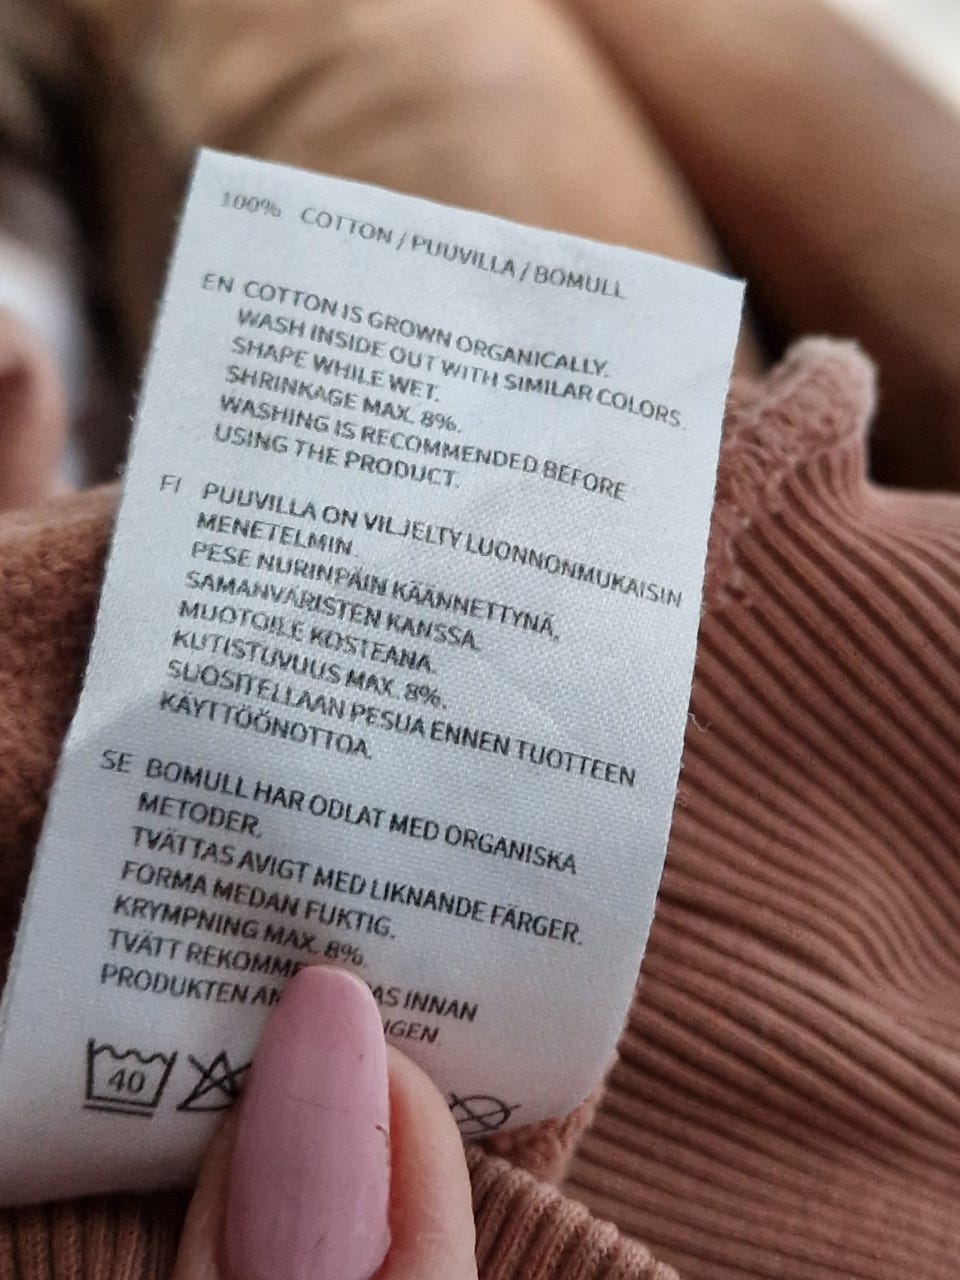 100% COTTON / PUUVILLA / BOMULL
EN COTTON IS GROWN ORGANICALLY.
WASH INSIDE OUT WITH SIMILAR COLORS.
SHAPE WHILE WET.
SHRINKAGE MAX. 8%.
WASHING IS RECOMMENDED BEFORE
USING THE PRODUCT.
FI PUUVILLA ON VILJELTY LUONNONMUKAISIN
MENETELMIN.
PESE NURINPÄIN KÄÄNNETTYNÄ,
SAMANVÄRISTEN KANSSA.
MUOTOILE KOSTEANA.
KUTISTUVUUS MAX. 8%.
SUOSITELLAAN PESUA ENNEN TUOTTEEN
KÄYTTÖÖNOTTOA.
SE BOMULL HAR ODLAT MED ORGANISKA
METODER.
TVÄTTAS AVIGT MED LIKNANDE FÄRGER.
FORMA MEDAN FUKTIG.
KRYMPNING MAX. 8%.
TVÄTT AS INNAN
PRODUKTEN
40